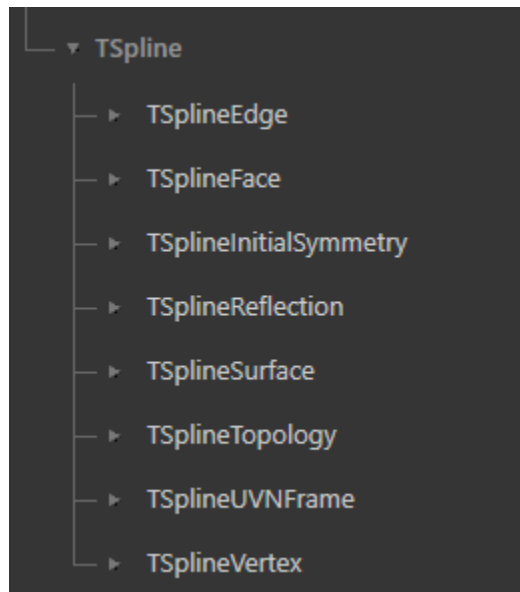 TSpline
TSplineEdge
TSplineFace
TSplineInitialSymmetry
TSplineReflection
TSplineSurface
TSplineTopology
TSplineUVNFrame
TSplineVertex